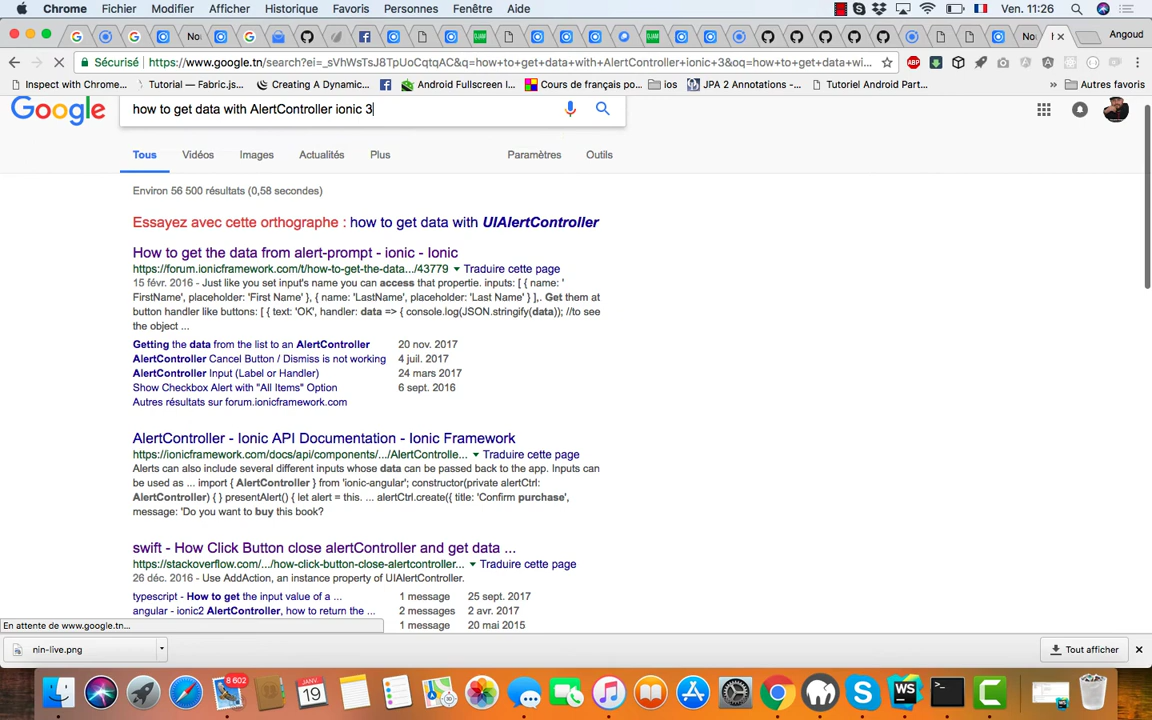 Chrome Fichier Modifier Afficher Historique Favoris Personnes Fenêtre Aide Ven. 11:26
No
No
Angoud
Sécurisé https://www.google.tn/search?ei=_sVhWsTsJ8TpUoCqtqAC&q=how+to+get+data+with+AlertController+ionic+3&oq=how+to+get+data+wi...
Inspect with Chrome... Tutorial — Fabric.js... Creating A Dynamic... Android Fullscreen I... Cours de français po... ios JPA 2 Annotations -... Tutoriel Android Part... » Autres favoris
Google how to get data with AlertController ionic 3
Tous Vidéos Images Actualités Plus Paramètres Outils
Environ 56 500 résultats (0,58 secondes)
Essayez avec cette orthographe : how to get data with UIAlertController
How to get the data from alert-prompt - ionic - Ionic
https://forum.ionicframework.com/t/how-to-get-the-data.../43779 Traduire cette page
15 févr. 2016 - Just like you set input's name you can access that propertie. inputs: [ { name: '
FirstName', placeholder: 'First Name' }, { name: 'LastName', placeholder: 'Last Name' } ],. Get them at
button handler like buttons: [ { text: 'OK', handler: data => { console.log(JSON.stringify(data)); //to see
the object ...
Getting the data from the list to an AlertController 20 nov. 2017
AlertController Cancel Button / Dismiss is not working 4 juil. 2017
AlertController Input (Label or Handler) 24 mars 2017
Show Checkbox Alert with "All Items" Option 6 sept. 2016
Autres résultats sur forum.ionicframework.com
AlertController - Ionic API Documentation - Ionic Framework
https://ionicframework.com/docs/api/components/.../AlertControlle... Traduire cette page
Alerts can also include several different inputs whose data can be passed back to the app. Inputs can
be used as ... import { AlertController } from 'ionic-angular'; constructor(private alertCtrl:
AlertController) { } presentAlert() { let alert = this. ... alertCtrl.create({ title: 'Confirm purchase',
message: 'Do you want to buy this book?
swift - How Click Button close alertController and get data ...
https://stackoverflow.com/.../how-click-button-close-alertcontroller... Traduire cette page
26 déc. 2016 - Use AddAction, an instance property of UIAlertController.
typescript - How to get the input value of a ... 1 message 25 sept. 2017
angular - ionic2 AlertController, how to return the ... 2 messages 2 avr. 2017
1 message 20 mai 2015
En attente de www.google.tn...
nin-live.png Tout afficher
8 602
JAN 19
WS